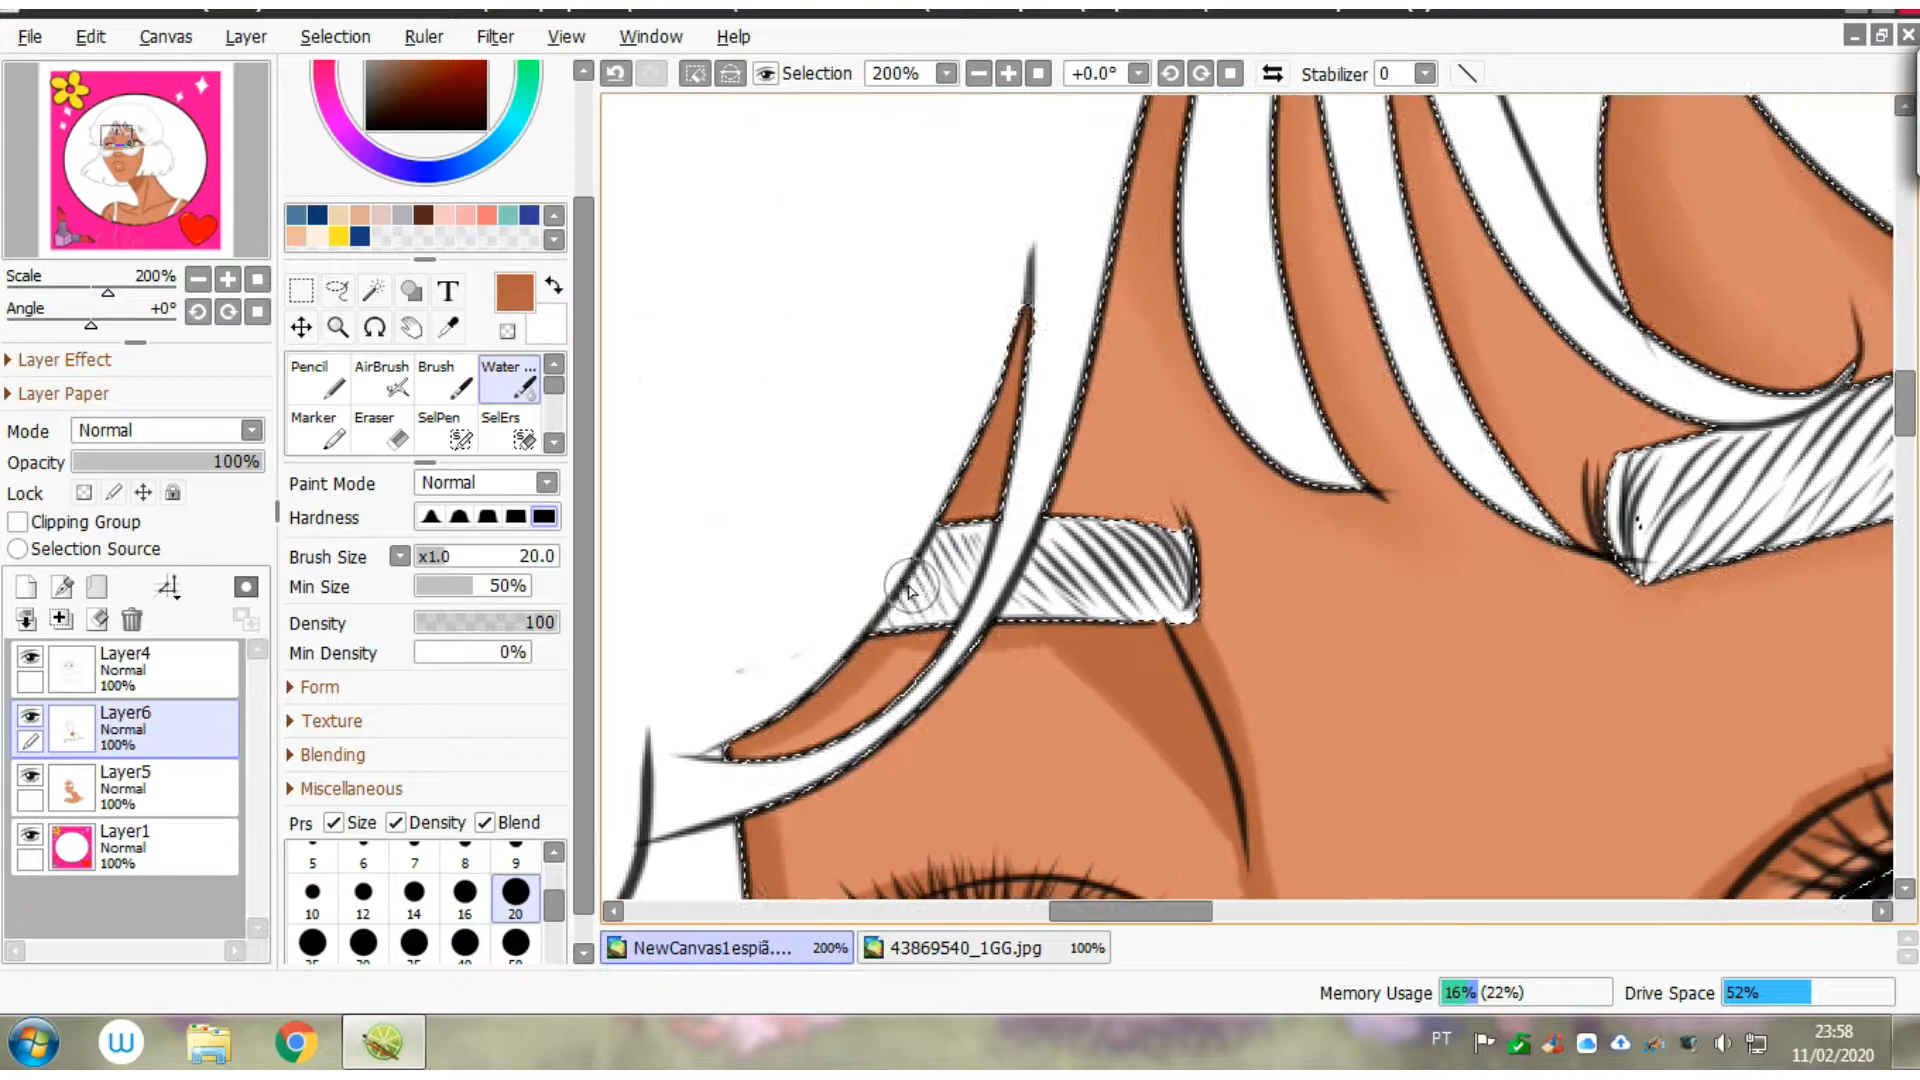 File Edit Canvas Layer Selection Ruler Filter View Window Help
Selection 200% +0.0° Stabilizer 0
Scale 200%
Angle +0°
Layer Effect
Layer Paper
Mode Normal
Opacity 100%
Lock
Clipping Group
Selection Source
Layer4
Normal
100%
Layer6
Normal
100%
Layer5
Normal
100%
Layer1
Normal
100%
T
Pencil AirBrush Brush Water ...
Marker Eraser SelPen SelErs
Paint Mode Normal
Hardness
Brush Size x1.0 20.0
Min Size 50%
Density 100
Min Density 0%
Form
Texture
Blending
Miscellaneous
Prs Size Density Blend
5 6 7 8 9
10 12 14 16 20
NewCanvas1espiã.... 200% 43869540_1GG.jpg 100%
Memory Usage 16% (22%) Drive Space 52%
W
PT
23:58
11/02/2020